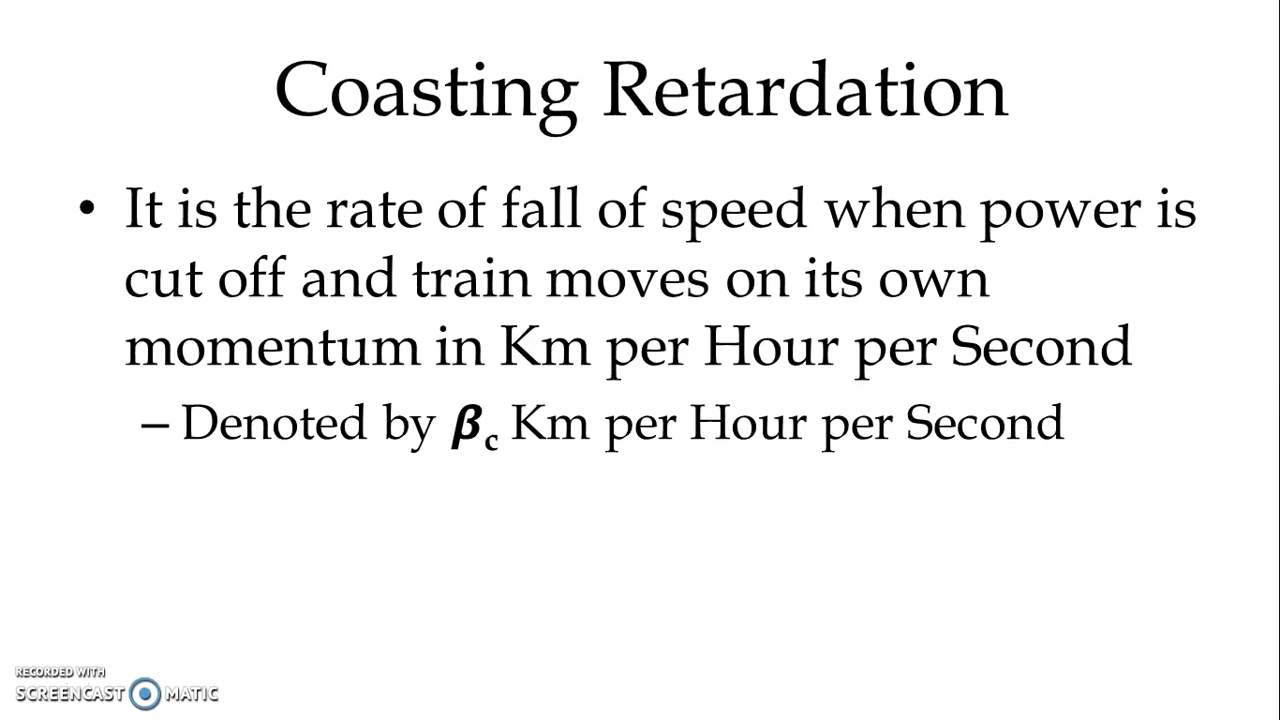 Coasting Retardation
• It is the rate of fall of speed when power is
cut off and train moves on its own
momentum in Km per Hour per Second
– Denoted by 𝜷c Km per Hour per Second
RECORDED WITH
SCREENCAST MATIC